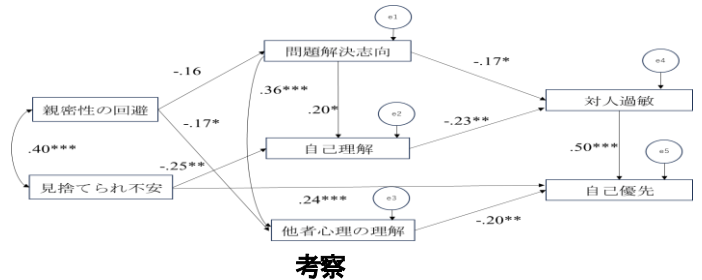 e1
問題解決志向
-.16
-.17*
e4
.36***
親密性の回避
.20*
e2
対人過敏
-.17*
-.23**
自己理解
.40***
-.25**
.50***
e5
見捨てられ不安
自己優先
.24***
e3
-.20**
他者心理の理解
考察